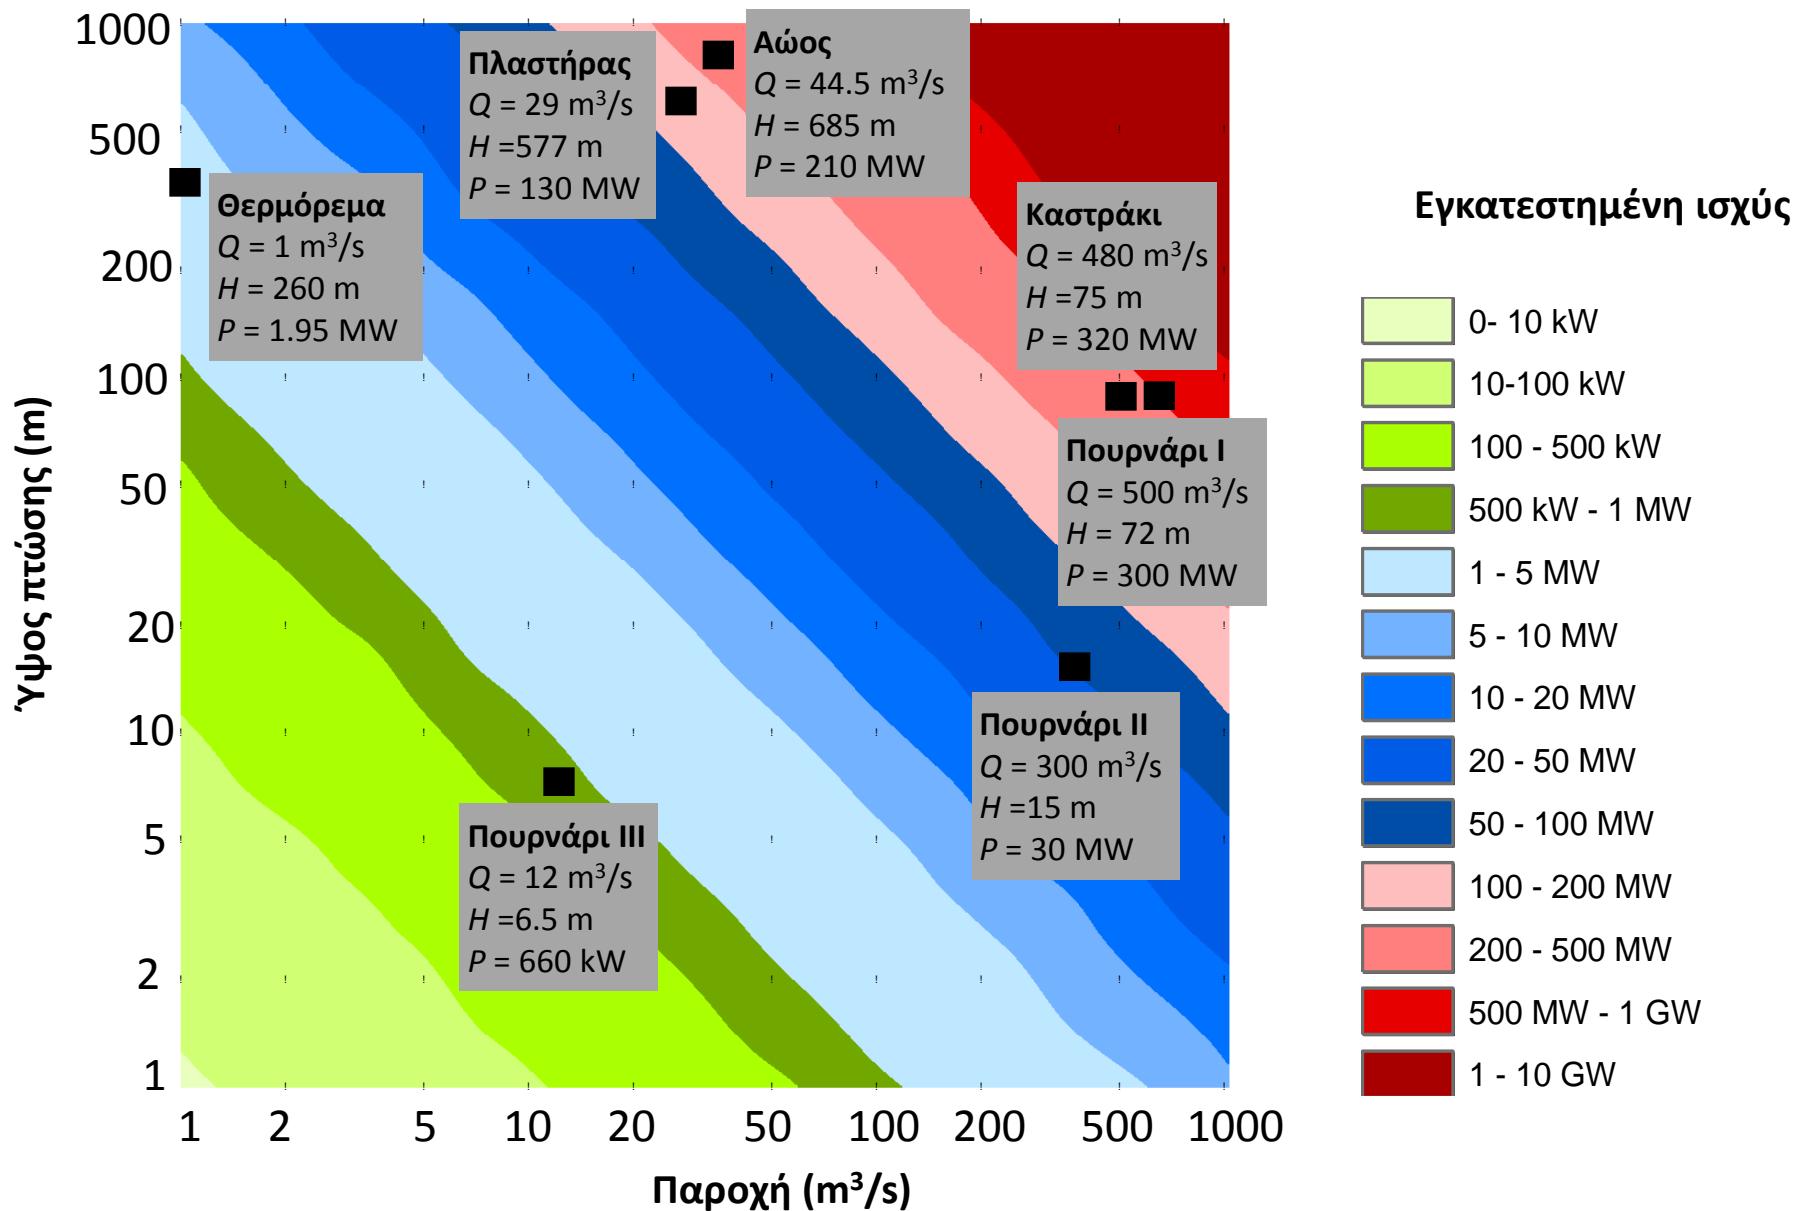 1000
500
200
100
50
20
10
5
2
1
Ύψος πτώσης (m)
1
2
5
10
20
50
100
200
500
1000
Παροχή (m³/s)
Πλαστήρας
Q = 29 m³/s
H =577 m
P = 130 MW
Αώος
Q = 44.5 m³/s
H = 685 m
P = 210 MW
Θερμόρεμα
Q = 1 m³/s
H = 260 m
P = 1.95 MW
Καστράκι
Q = 480 m³/s
H =75 m
P = 320 MW
Πουρνάρι Ι
Q = 500 m³/s
H = 72 m
P = 300 MW
Πουρνάρι ΙΙ
Q = 300 m³/s
H =15 m
P = 30 MW
Πουρνάρι ΙΙΙ
Q = 12 m³/s
H =6.5 m
P = 660 kW
Εγκατεστημένη ισχύς
0- 10 kW
10-100 kW
100 - 500 kW
500 kW - 1 MW
1 - 5 MW
5 - 10 MW
10 - 20 MW
20 - 50 MW
50 - 100 MW
100 - 200 MW
200 - 500 MW
500 MW - 1 GW
1 - 10 GW